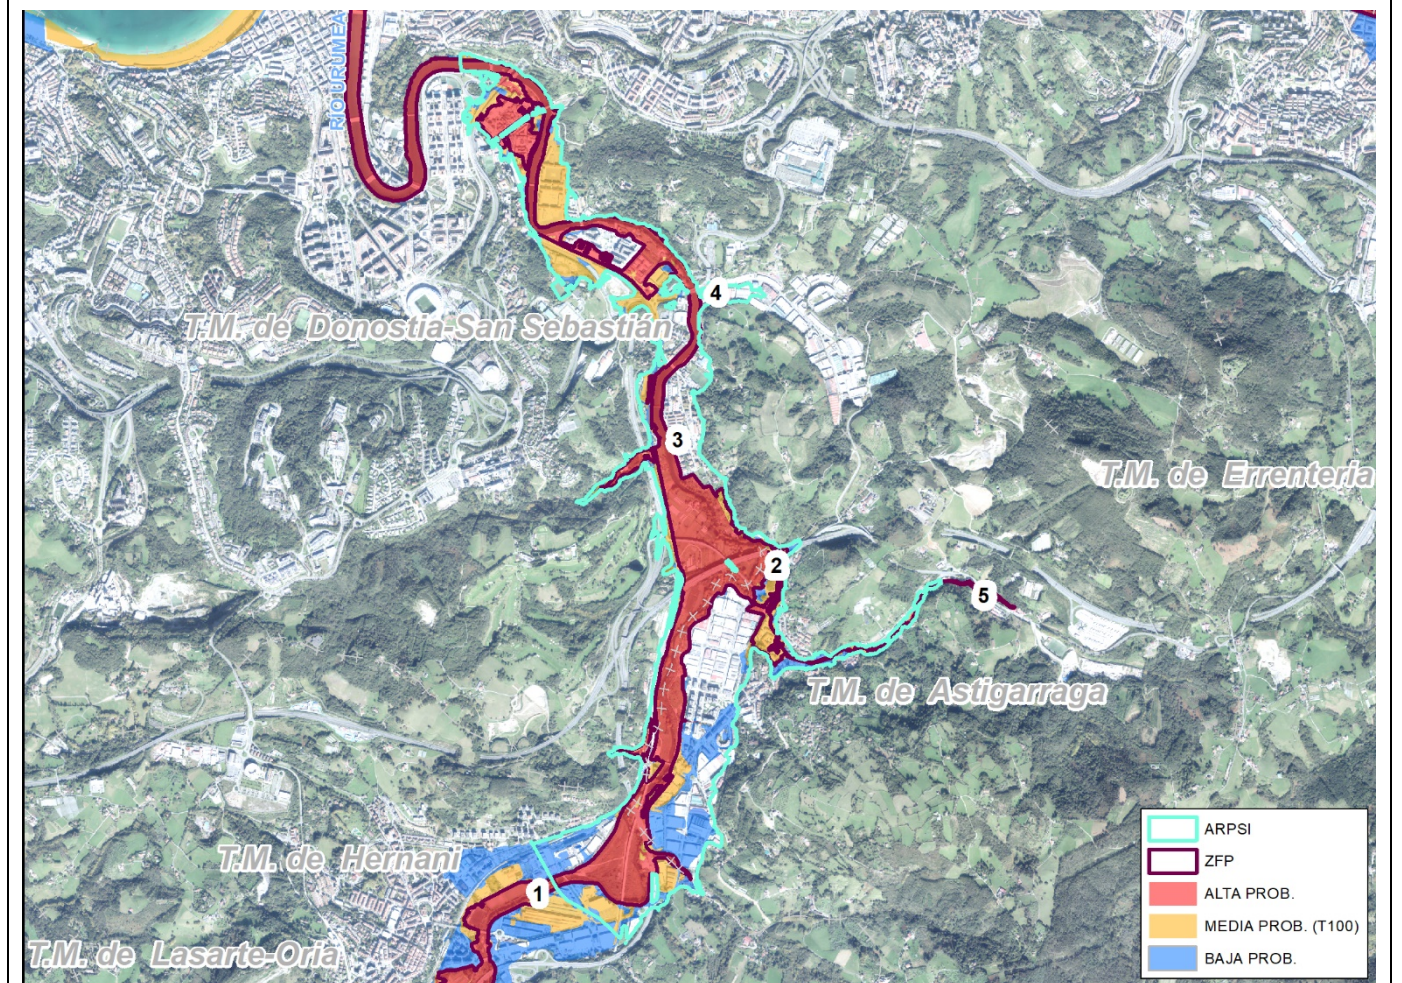 RIO URUMEA
4
T.M. de Donostia-San Sebastián
3
T.M. de Errenteria
2
5
T.M. de Astigarraga
T.M. de Hernani
1
T.M. de Lasarte-Oria
ARPSI
ZFP
ALTA PROB.
MEDIA PROB. (T100)
BAJA PROB.